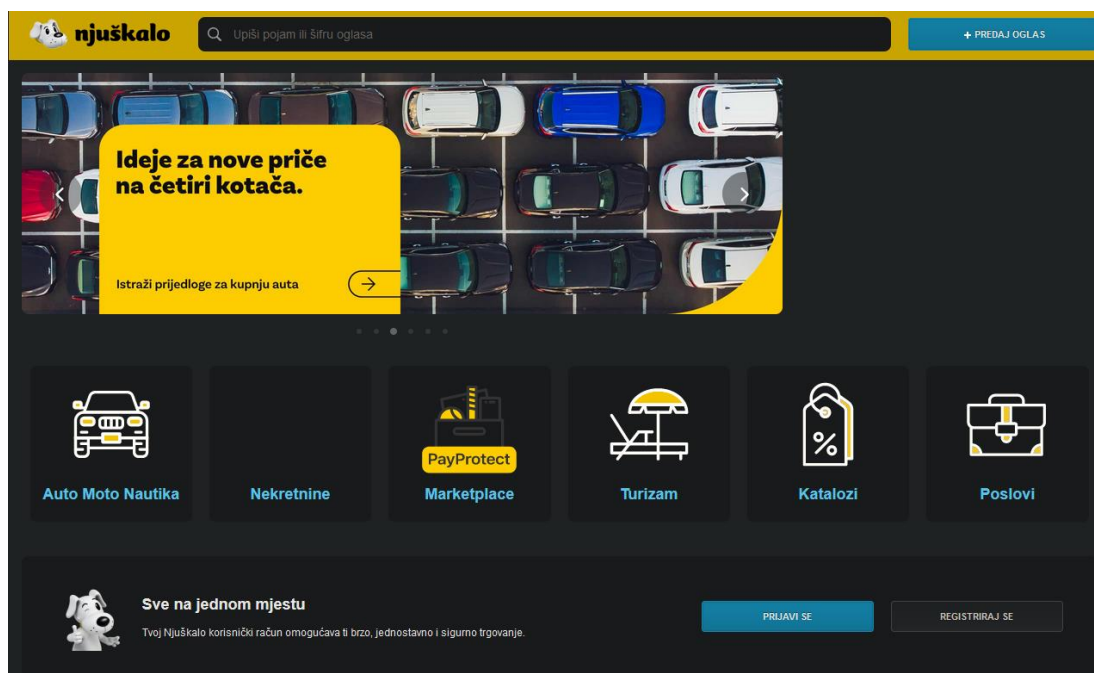 njuškalo
Upiši pojam ili šifru oglasa
+ PREDAJ OGLAS
Ideje za nove priče
na četiri kotača.
Istraži prijedloge za kupnju auta
PayProtect
%
Auto Moto Nautika
Nekretnine
Marketplace
Turizam
Katalozi
Poslovi
Sve na jednom mjestu
Tvoj Njuškalo korisnički račun omogućava ti brzo, jednostavno i sigurno trgovanje.
PRIJAVI SE
REGISTRIRAJ SE